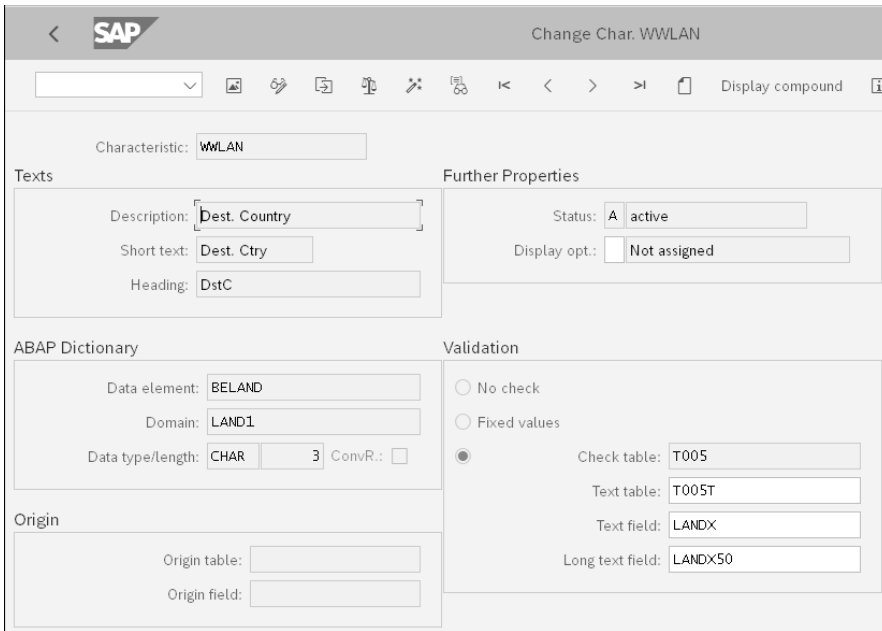 SAP
Change Char. WWLAN
Display compound
Characteristic: WWLAN
Texts
Description: Dest. Country
Short text: Dest. Ctry
Heading: DstC
Further Properties
Status: A active
Display opt.: Not assigned
ABAP Dictionary
Data element: BELAND
Domain: LAND1
Data type/length: CHAR 3 ConvR.:
Validation
No check
Fixed values
Check table: T005
Text table: T005T
Text field: LANDX
Long text field: LANDX50
Origin
Origin table:
Origin field: